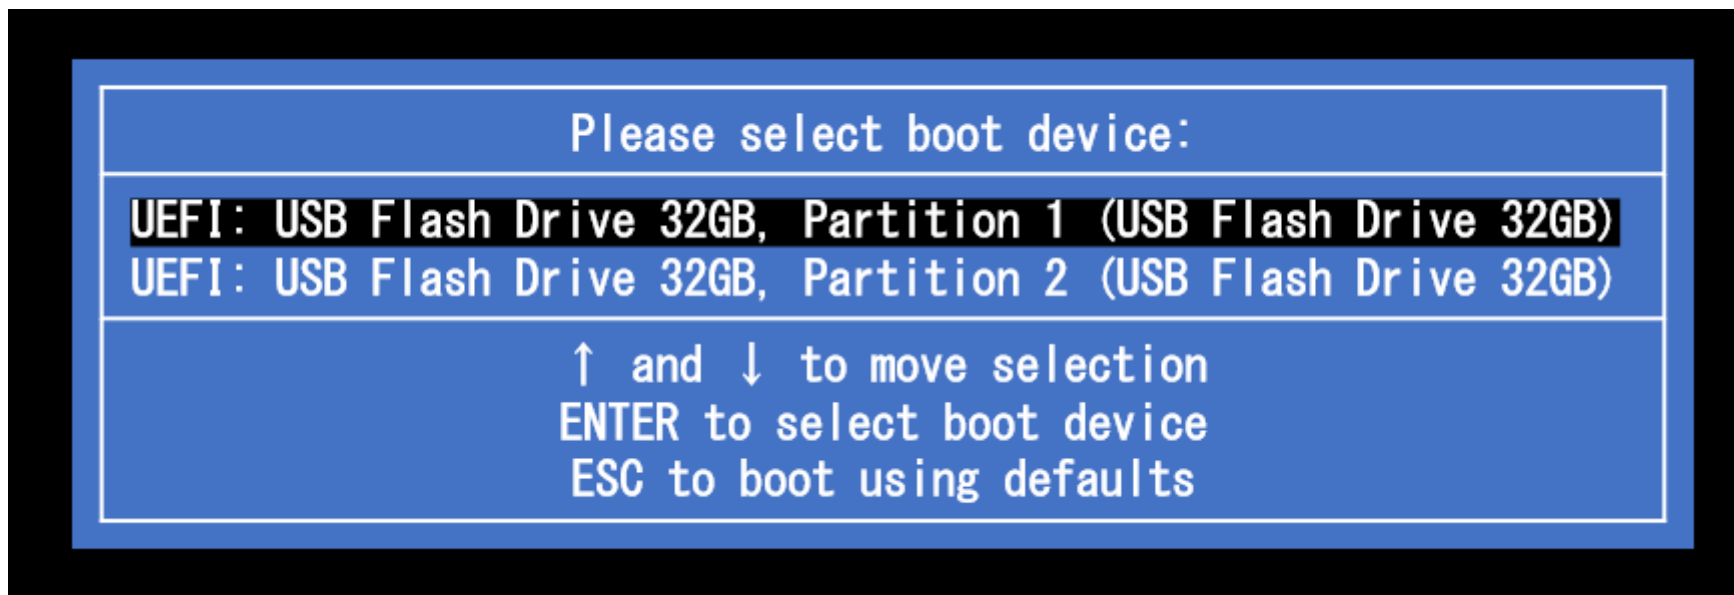 Please select boot device:
UEFI: USB Flash Drive 32GB, Partition 1 (USB Flash Drive 32GB)
UEFI: USB Flash Drive 32GB, Partition 2 (USB Flash Drive 32GB)
↑ and ↓ to move selection
ENTER to select boot device
ESC to boot using defaults